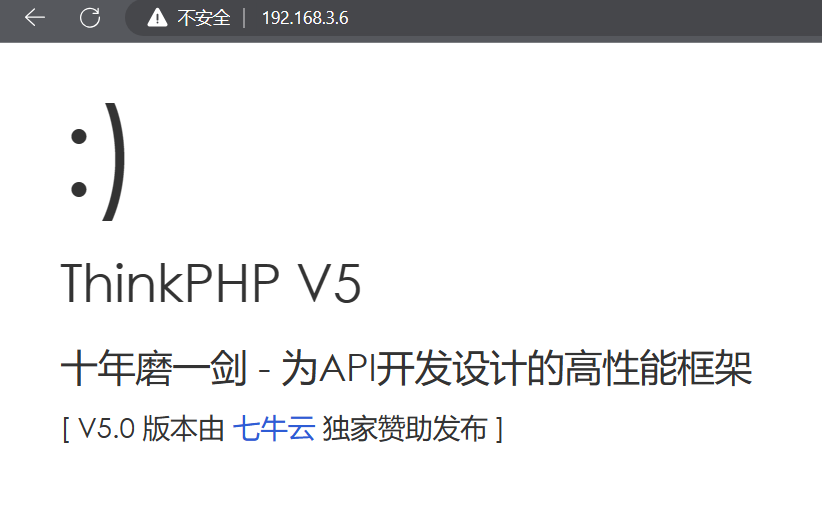 不安全 | 192.168.3.6
:)
ThinkPHP V5
十年磨一剑 - 为API开发设计的高性能框架
[ V5.0 版本由 七牛云 独家赞助发布 ]